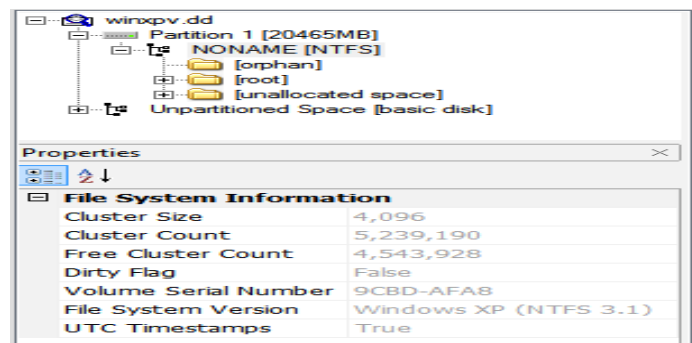 winxpv.dd
Partition 1 [20465MB]
NONAME [NTFS]
[orphan]
[root]
[unallocated space]
Unpartitioned Space [basic disk]
Properties
File System Information
Cluster Size 4,096
Cluster Count 5,239,190
Free Cluster Count 4,543,928
Dirty Flag False
Volume Serial Number 9CBD-AFA8
File System Version Windows XP (NTFS 3.1)
UTC Timestamps True